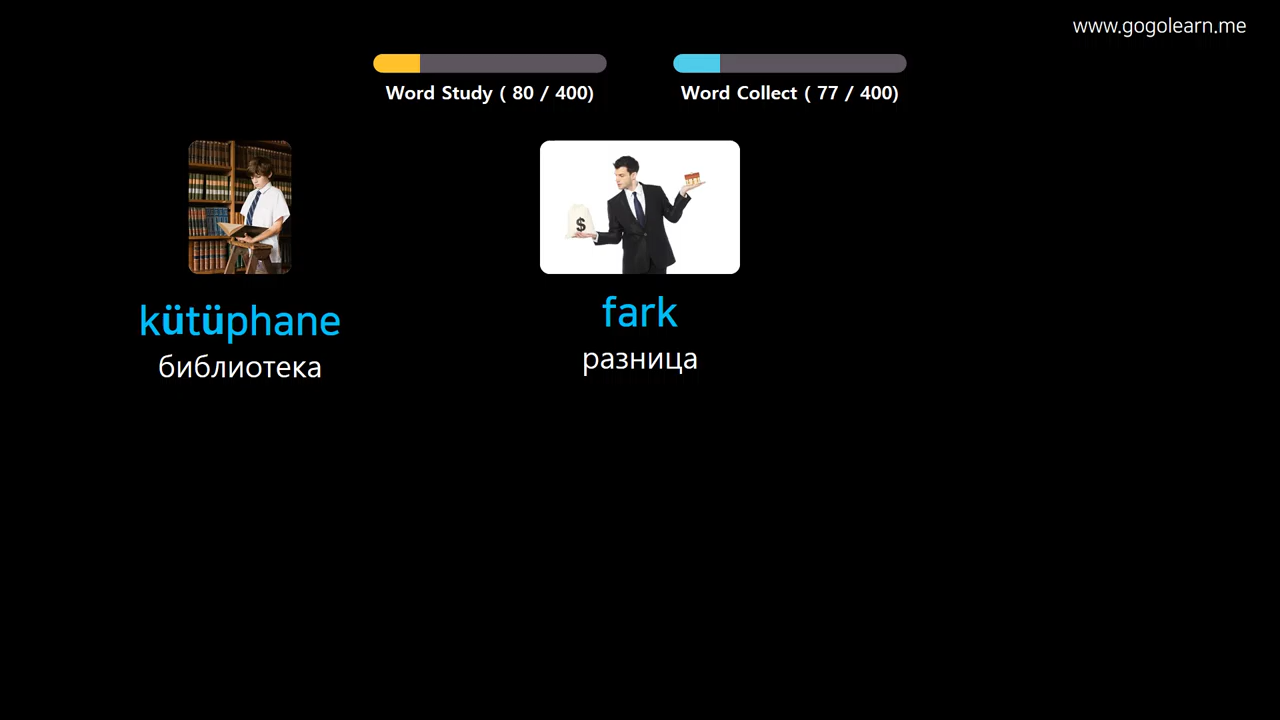 www.gogolearn.me
Word Study ( 80 / 400)
Word Collect ( 77 / 400)
$
kütüphane
библиотека
fark
разница